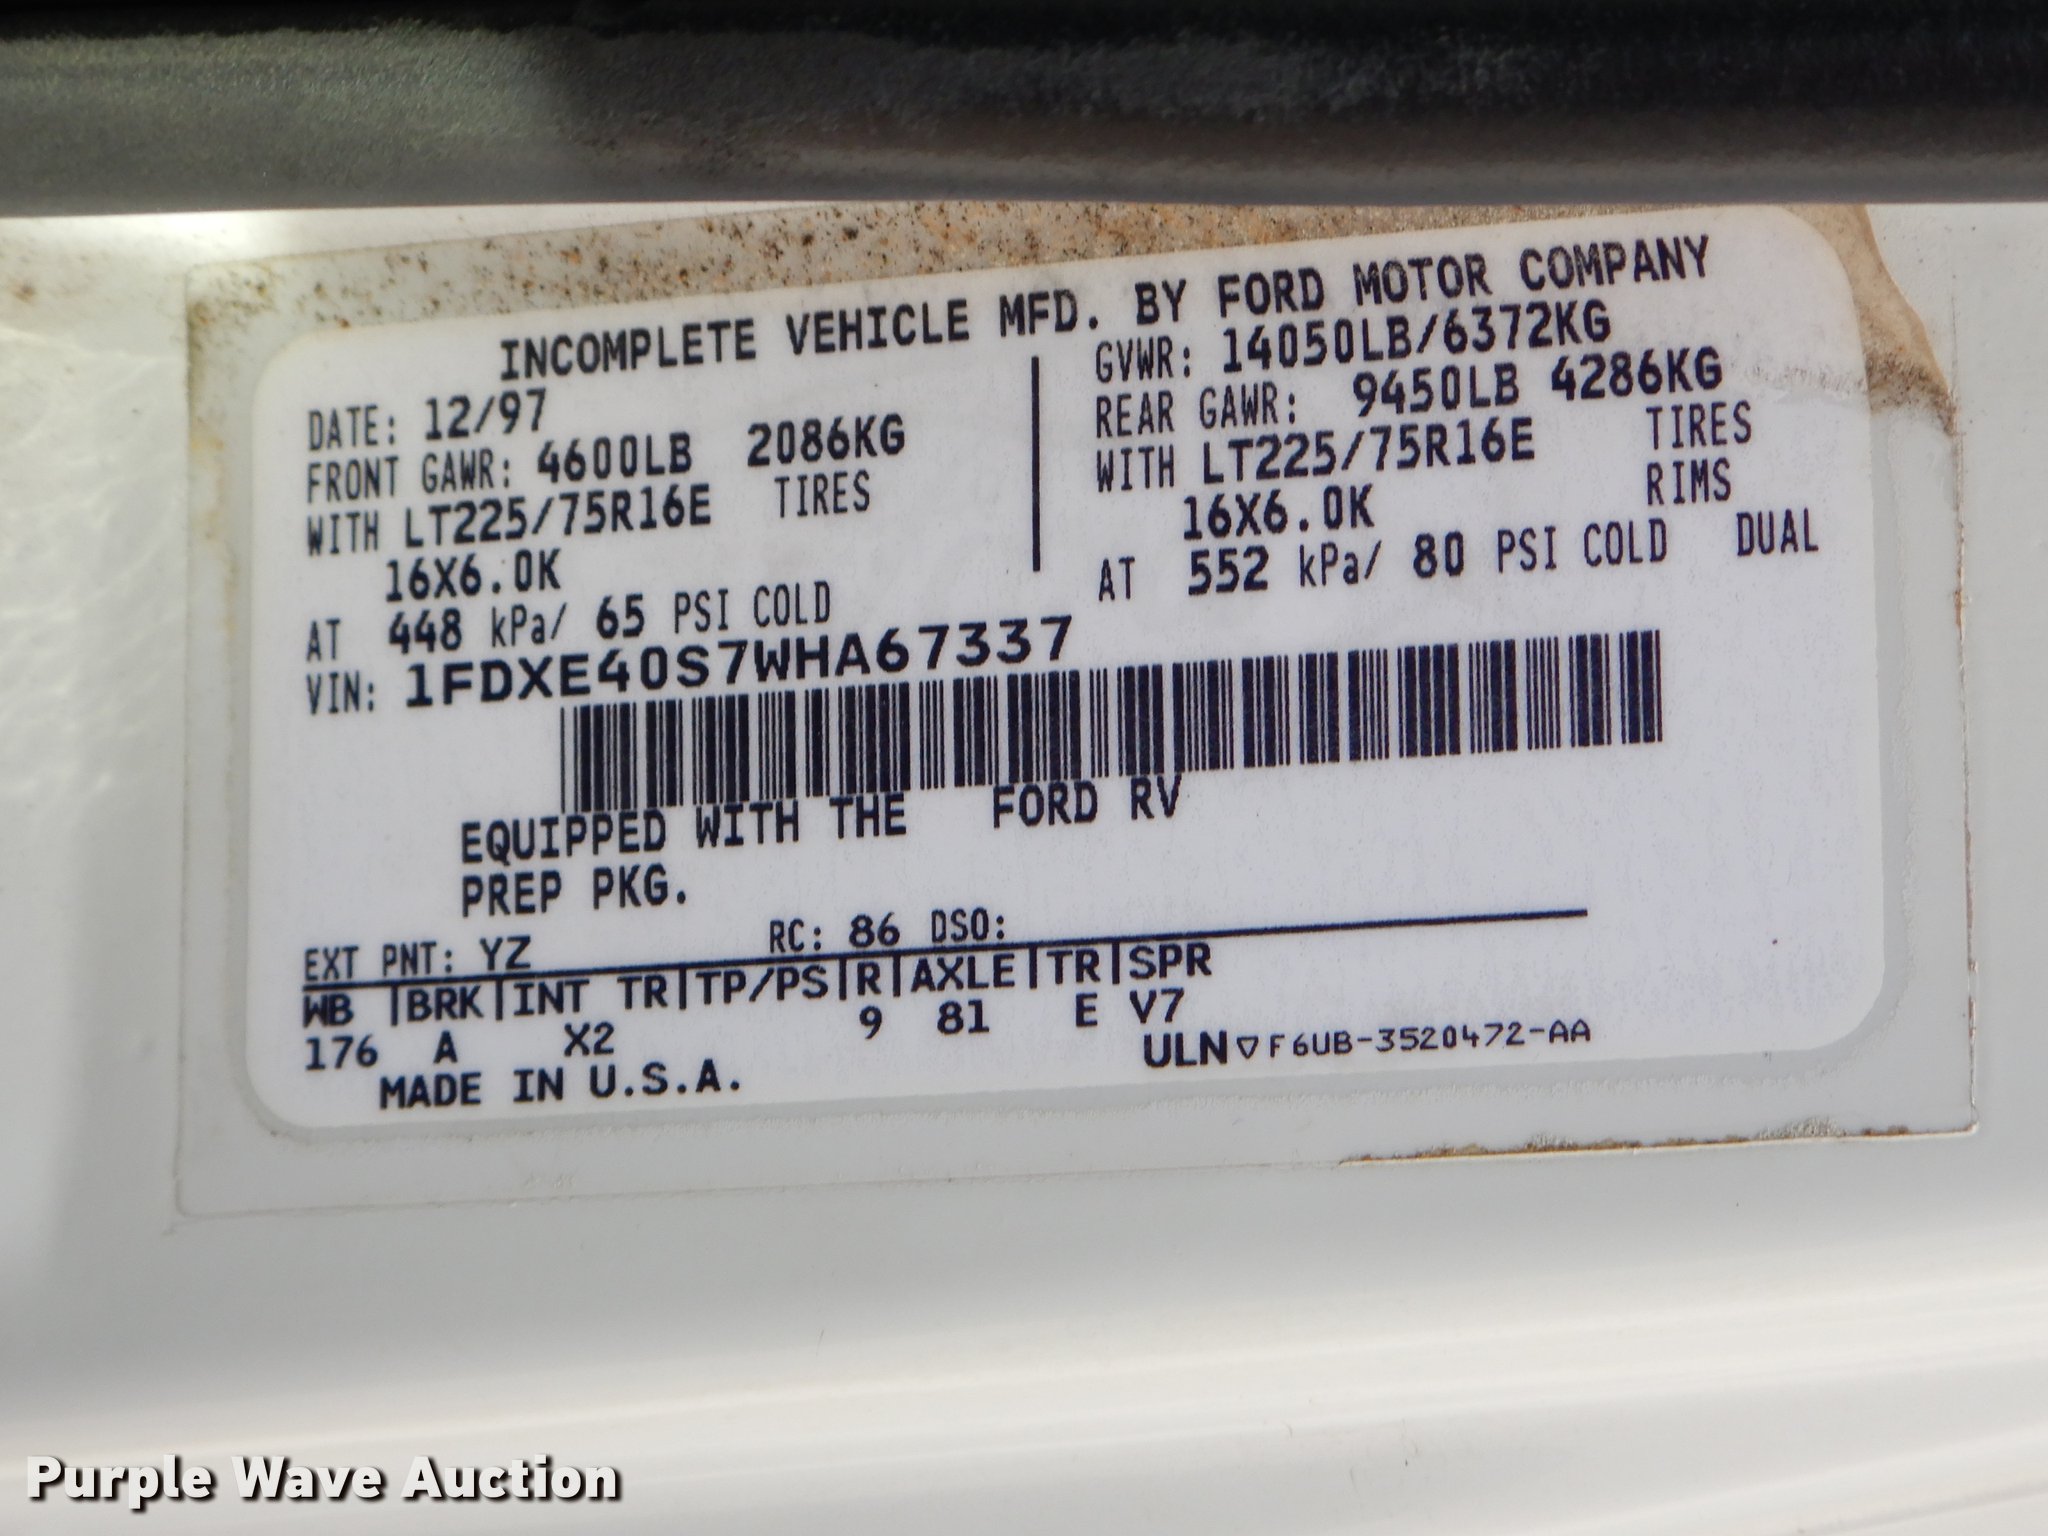 INCOMPLETE VEHICLE MFD. BY FORD MOTOR COMPANY
DATE: 12/97
FRONT GAWR: 4600LB 2086KG
WITH LT225/75R16E TIRES
16X6.0K
AT 448 kPa/ 65 PSI COLD
GVWR: 14050LB/6372KG
REAR GAWR: 9450LB 4286KG
WITH LT225/75R16E TIRES
16X6.0K RIMS
AT 552 kPa/ 80 PSI COLD DUAL
VIN: 1FDXE40S7WHA67337
EQUIPPED WITH THE FORD RV
PREP PKG.
EXT PNT: YZ RC: 86 DSO:
WB |BRK|INT TR|TP/PS|R|AXLE|TR|SPR
176 A X2 9 81 E V7
MADE IN U.S.A. ULN ▽ F6UB-3520472-AA
Purple Wave Auction